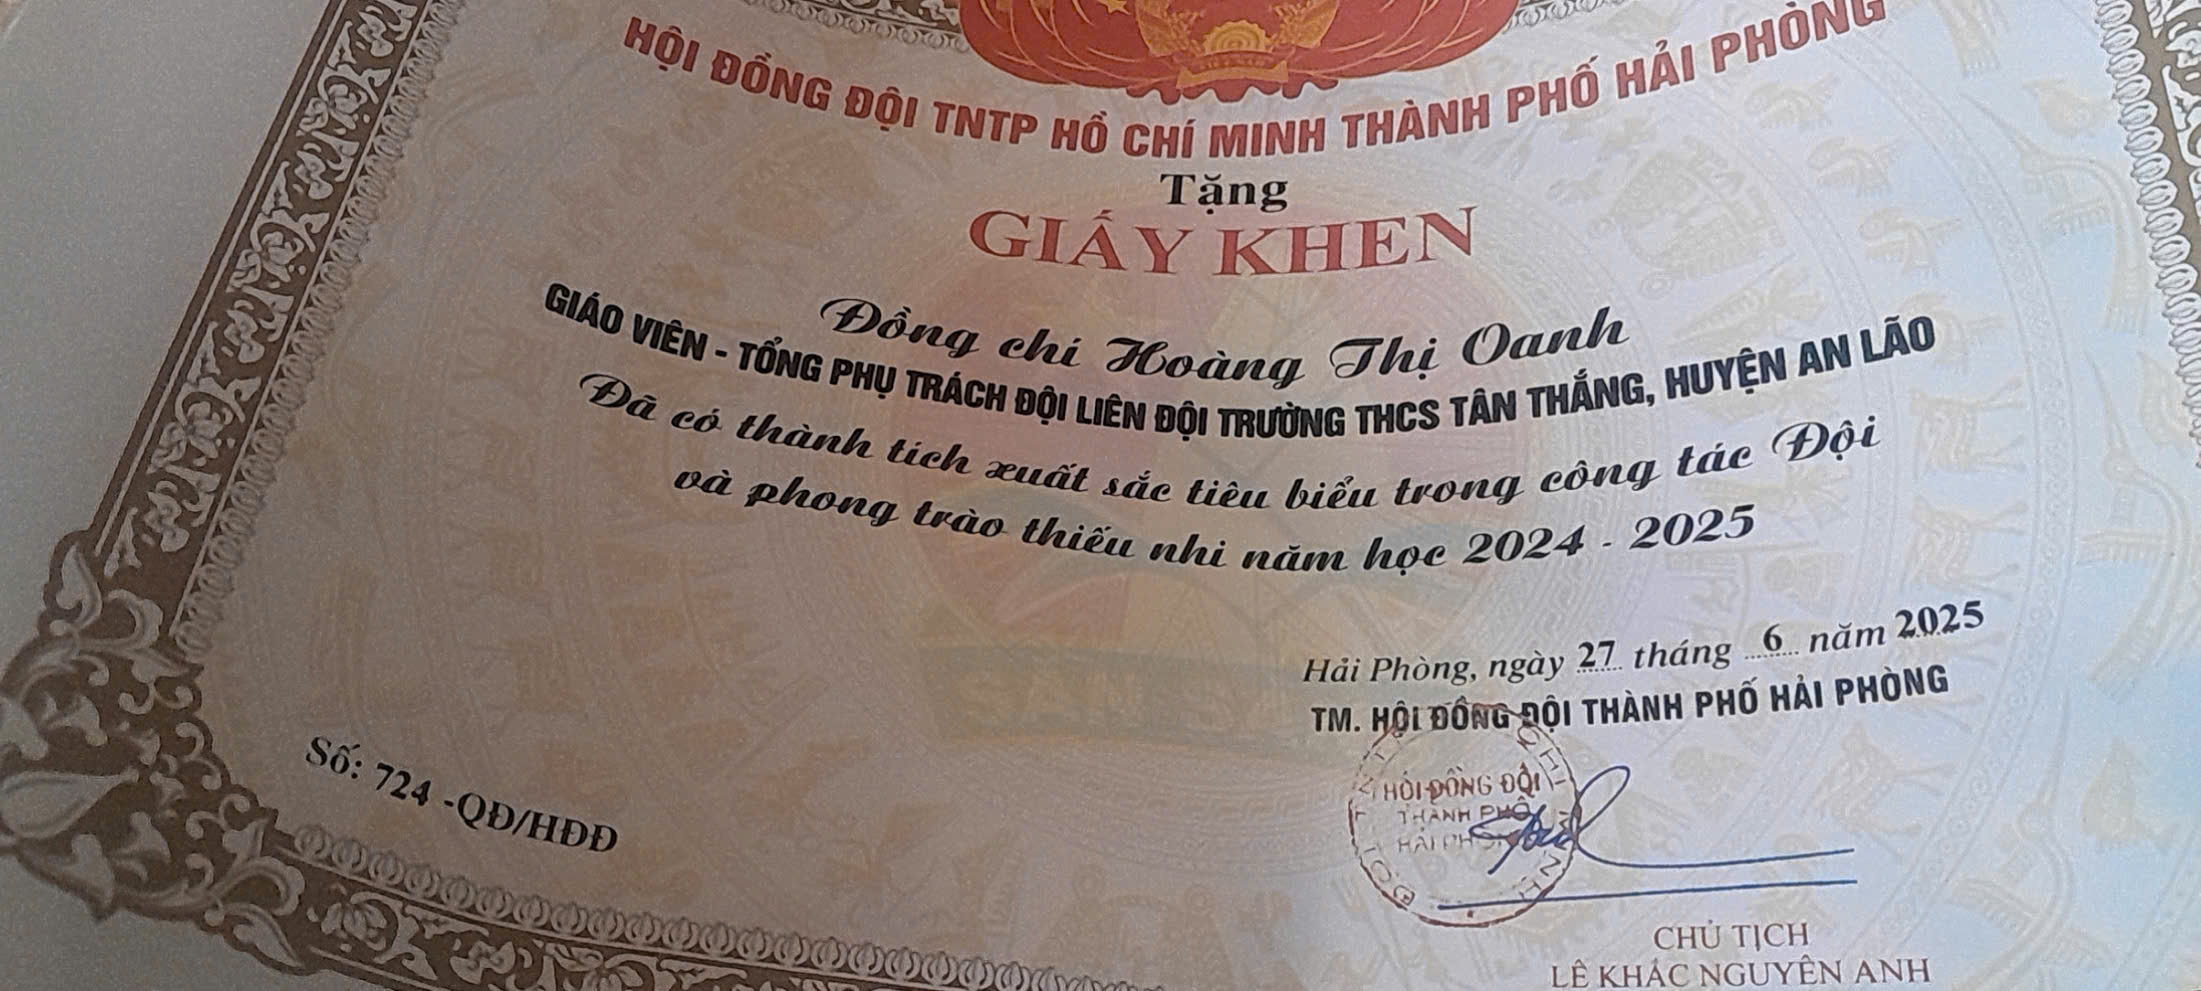 HỘI ĐỒNG ĐỘI TNTP HỒ CHÍ MINH THÀNH PHỐ HẢI PHÒNG
Tặng
GIẤY KHEN
Đồng chí Hoàng Thị Oanh
GIÁO VIÊN - TỔNG PHỤ TRÁCH ĐỘI LIÊN ĐỘI TRƯỜNG THCS TÂN THẮNG, HUYỆN AN LÃO
Đã có thành tích xuất sắc tiêu biểu trong công tác Đội
và phong trào thiếu nhi năm học 2024 - 2025
Hải Phòng, ngày 27 tháng 6 năm 2025
TM. HỘI ĐỒNG ĐỘI THÀNH PHỐ HẢI PHÒNG
Số: 724 -QĐ/HĐĐ
HỘI ĐỒNG ĐỘI
THÀNH PHỐ
HẢI PHÒNG
CHỦ TỊCH
LÊ KHẮC NGUYÊN ANH